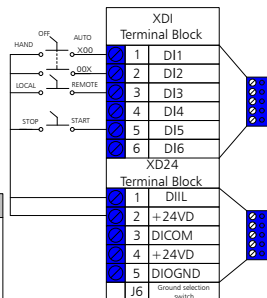 XDI
Terminal Block
OFF
HAND
AUTO
X00
00X
LOCAL
REMOTE
STOP
START
1 DI1
2 DI2
3 DI3
4 DI4
5 DI5
6 DI6
XD24
Terminal Block
1 DIIL
2 +24VD
3 DICOM
4 +24VD
5 DIOGND
J6 Ground selection
switch